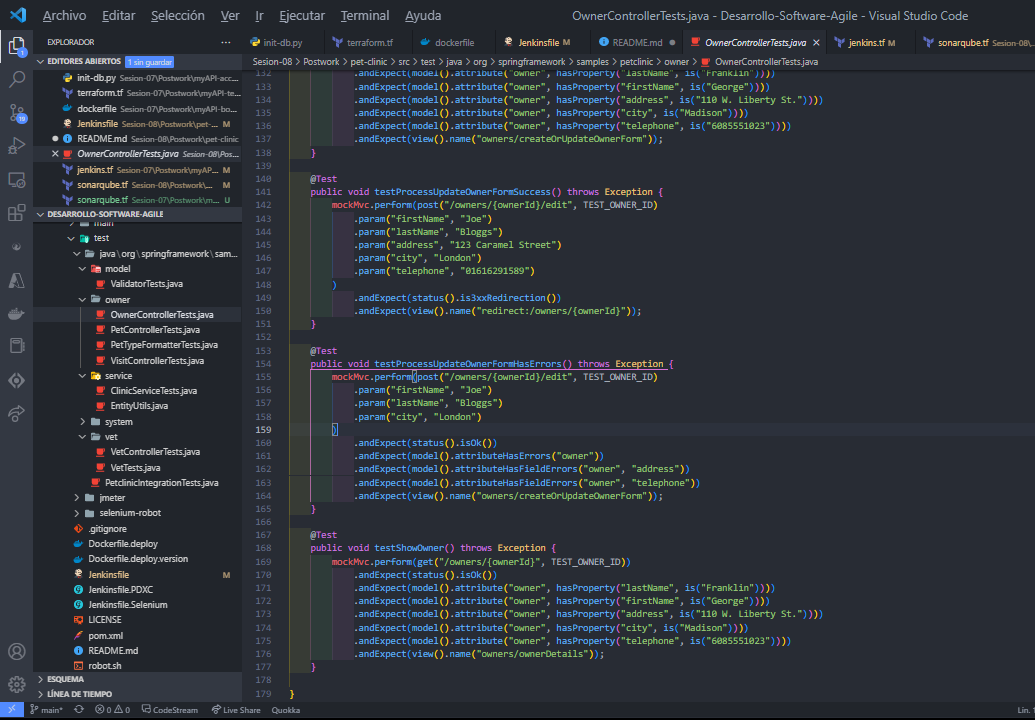 Archivo Editar Selección Ver Ir Ejecutar Terminal Ayuda OwnerControllerTests.java - Desarrollo-Software-Agile - Visual Studio Code
EXPLORADOR ...
EDITORES ABIERTOS 1 sin guardar
init-db.py Sesion-07\Postwork\myAPI-acc...
terraform.tf Sesion-07\Postwork\myAPI-te...
dockerfile Sesion-07\Postwork\myAPI-bo...
Jenkinsfile Sesion-08\Postwork\pet-... M
README.md Sesion-08\Postwork\pet-clinic
OwnerControllerTests.java Sesion-08\Pos...
jenkins.tf Sesion-07\Postwork\myAP... M
sonarqube.tf Sesion-08\Postwork\... M
sonarqube.tf Sesion-07\Postwork\m... U
DESARROLLO-SOFTWARE-AGILE
main
test
java\org\springframework\sam...
model
ValidatorTests.java
owner
OwnerControllerTests.java
PetControllerTests.java
PetTypeFormatterTests.java
VisitControllerTests.java
service
ClinicServiceTests.java
EntityUtils.java
system
vet
VetControllerTests.java
VetTests.java
PetclinicIntegrationTests.java
jmeter
selenium-robot
.gitignore
Dockerfile.deploy
Dockerfile.deploy.version
Jenkinsfile M
Jenkinsfile.PDXC
Jenkinsfile.Selenium
LICENSE
pom.xml
README.md
robot.sh
ESQUEMA
LÍNEA DE TIEMPO
init-db.py terraform.tf dockerfile Jenkinsfile M README.md OwnerControllerTests.java jenkins.tf M sonarqube.tf
Sesion-08 > Postwork > pet-clinic > src > test > java > org > springframework > samples > petclinic > owner > OwnerControllerTests.java
132 .andExpect(model().attribute("owner", hasProperty("lastName", is("Franklin"))))
133 .andExpect(model().attribute("owner", hasProperty("firstName", is("George"))))
134 .andExpect(model().attribute("owner", hasProperty("address", is("110 W. Liberty St."))))
135 .andExpect(model().attribute("owner", hasProperty("city", is("Madison"))))
136 .andExpect(model().attribute("owner", hasProperty("telephone", is("6085551023"))))
137 .andExpect(view().name("owners/createOrUpdateOwnerForm"));
138 }
139
140 @Test
141 public void testProcessUpdateOwnerFormSuccess() throws Exception {
142 mockMvc.perform(post("/owners/{ownerId}/edit", TEST_OWNER_ID)
143 .param("firstName", "Joe")
144 .param("lastName", "Bloggs")
145 .param("address", "123 Caramel Street")
146 .param("city", "London")
147 .param("telephone", "01616291589")
148 )
149 .andExpect(status().is3xxRedirection())
150 .andExpect(view().name("redirect:/owners/{ownerId}"));
151 }
152
153 @Test
154 public void testProcessUpdateOwnerFormHasErrors() throws Exception {
155 mockMvc.perform(post("/owners/{ownerId}/edit", TEST_OWNER_ID)
156 .param("firstName", "Joe")
157 .param("lastName", "Bloggs")
158 .param("city", "London")
159 )
160 .andExpect(status().isOk())
161 .andExpect(model().attributeHasErrors("owner"))
162 .andExpect(model().attributeHasFieldErrors("owner", "address"))
163 .andExpect(model().attributeHasFieldErrors("owner", "telephone"))
164 .andExpect(view().name("owners/createOrUpdateOwnerForm"));
165 }
166
167 @Test
168 public void testShowOwner() throws Exception {
169 mockMvc.perform(get("/owners/{ownerId}", TEST_OWNER_ID))
170 .andExpect(status().isOk())
171 .andExpect(model().attribute("owner", hasProperty("lastName", is("Franklin"))))
172 .andExpect(model().attribute("owner", hasProperty("firstName", is("George"))))
173 .andExpect(model().attribute("owner", hasProperty("address", is("110 W. Liberty St."))))
174 .andExpect(model().attribute("owner", hasProperty("city", is("Madison"))))
175 .andExpect(model().attribute("owner", hasProperty("telephone", is("6085551023"))))
176 .andExpect(view().name("owners/ownerDetails"));
177 }
178
179 }
main* 0 0 CodeStream Live Share Quokka Lín.